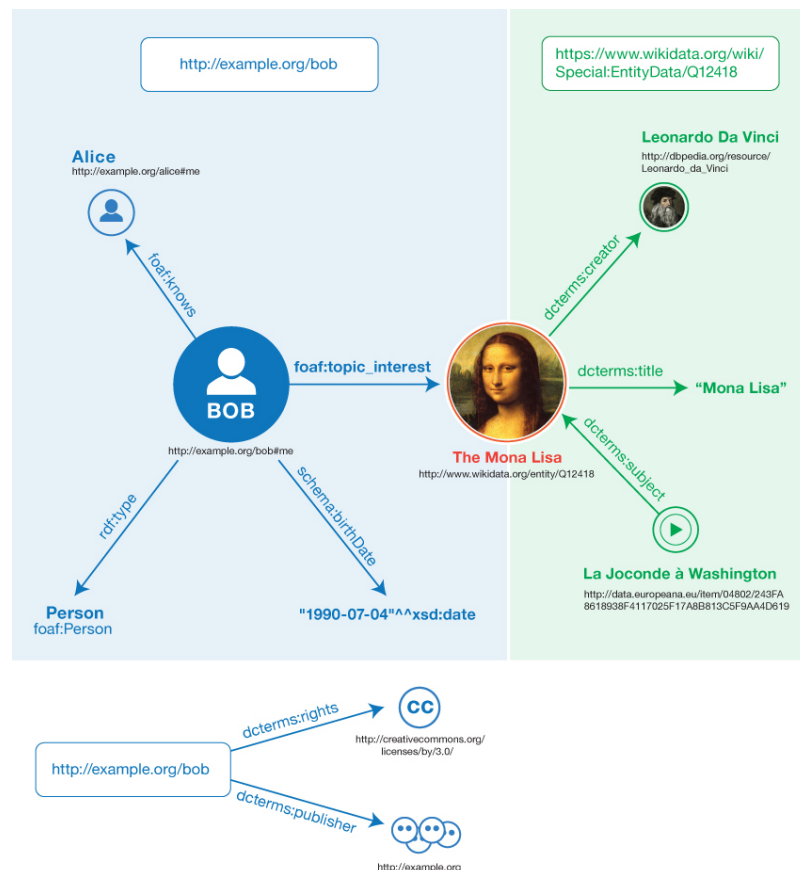 http://example.org/bob
https://www.wikidata.org/wiki/
Special:EntityData/Q12418
Alice
http://example.org/alice#me
Leonardo Da Vinci
http://dbpedia.org/resource/
Leonardo_da_Vinci
foaf:knows
dcterms:creator
foaf:topic_interest
BOB
http://example.org/bob#me
dcterms:title
"Mona Lisa"
The Mona Lisa
http://www.wikidata.org/entity/Q12418
dcterms:subject
rdf:type
schema:birthDate
La Joconde à Washington
http://data.europeana.eu/item/04802/243FA
8618938F4117025F17A8B813C5F9AA4D619
Person
foaf:Person
"1990-07-04"^^xsd:date
dcterms:rights
CC
http://creativecommons.org/
licenses/by/3.0/
http://example.org/bob
dcterms:publisher
http://example.org